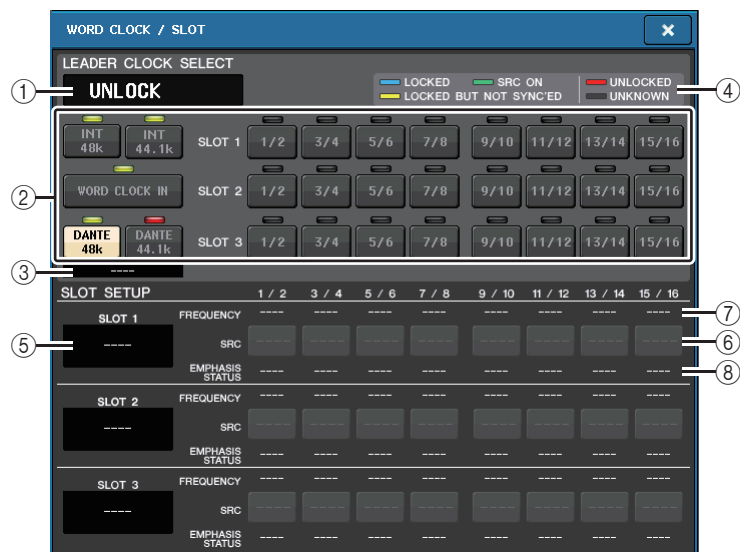 WORD CLOCK / SLOT ×
LEADER CLOCK SELECT
① UNLOCK
LOCKED SRC ON UNLOCKED
LOCKED BUT NOT SYNC'ED UNKNOWN ④
②
INT 48k INT 44.1k SLOT 1 1/2 3/4 5/6 7/8 9/10 11/12 13/14 15/16
WORD CLOCK IN SLOT 2 1/2 3/4 5/6 7/8 9/10 11/12 13/14 15/16
DANTE 48k DANTE 44.1k SLOT 3 1/2 3/4 5/6 7/8 9/10 11/12 13/14 15/16
③ ----
SLOT SETUP 1 / 2 3 / 4 5 / 6 7 / 8 9 / 10 11 / 12 13 / 14 15 / 16
SLOT 1 FREQUENCY ---- ---- ---- ---- ---- ---- ---- ---- ⑦
⑤ ---- SRC ---- ---- ---- ---- ---- ---- ---- ---- ⑥
EMPHASIS STATUS ---- ---- ---- ---- ---- ---- ---- ---- ⑧
SLOT 2 FREQUENCY ---- ---- ---- ---- ---- ---- ---- ----
---- SRC ---- ---- ---- ---- ---- ---- ---- ----
EMPHASIS STATUS ---- ---- ---- ---- ---- ---- ---- ----
SLOT 3 FREQUENCY ---- ---- ---- ---- ---- ---- ---- ----
---- SRC ---- ---- ---- ---- ---- ---- ---- ----
EMPHASIS STATUS ---- ---- ---- ---- ---- ---- ---- ----